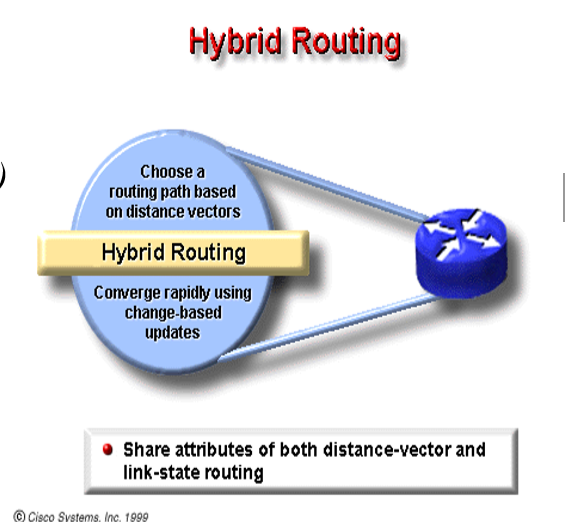 Hybrid Routing
)
Choose a
routing path based
on distance vectors
Hybrid Routing
Converge rapidly using
change-based
updates
Share attributes of both distance-vector and
link-state routing
© Cisco Systems, Inc. 1999